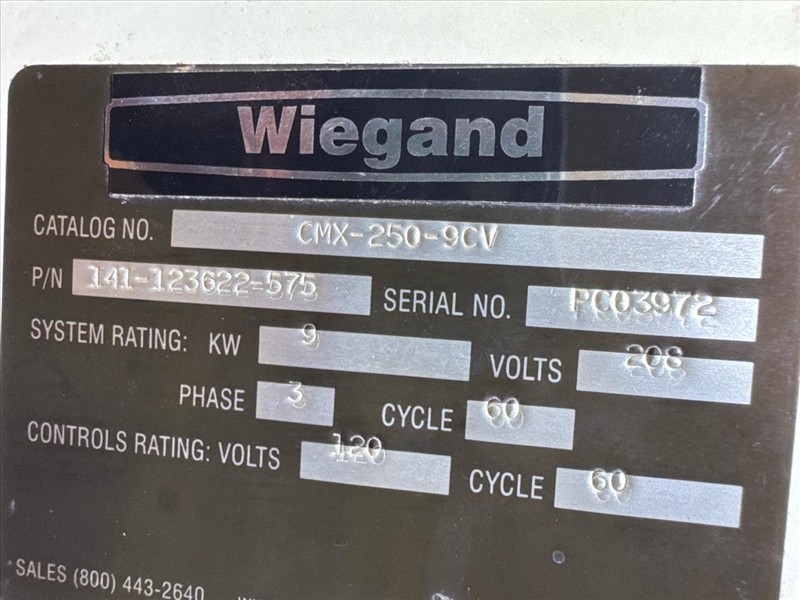 Wiegand
CATALOG NO. CMX-250-9CV
P/N 141-123622-575 SERIAL NO. PC03972
SYSTEM RATING: KW 9 VOLTS 208
PHASE 3 CYCLE 60
CONTROLS RATING: VOLTS 120 CYCLE 60
SALES (800) 443-2640